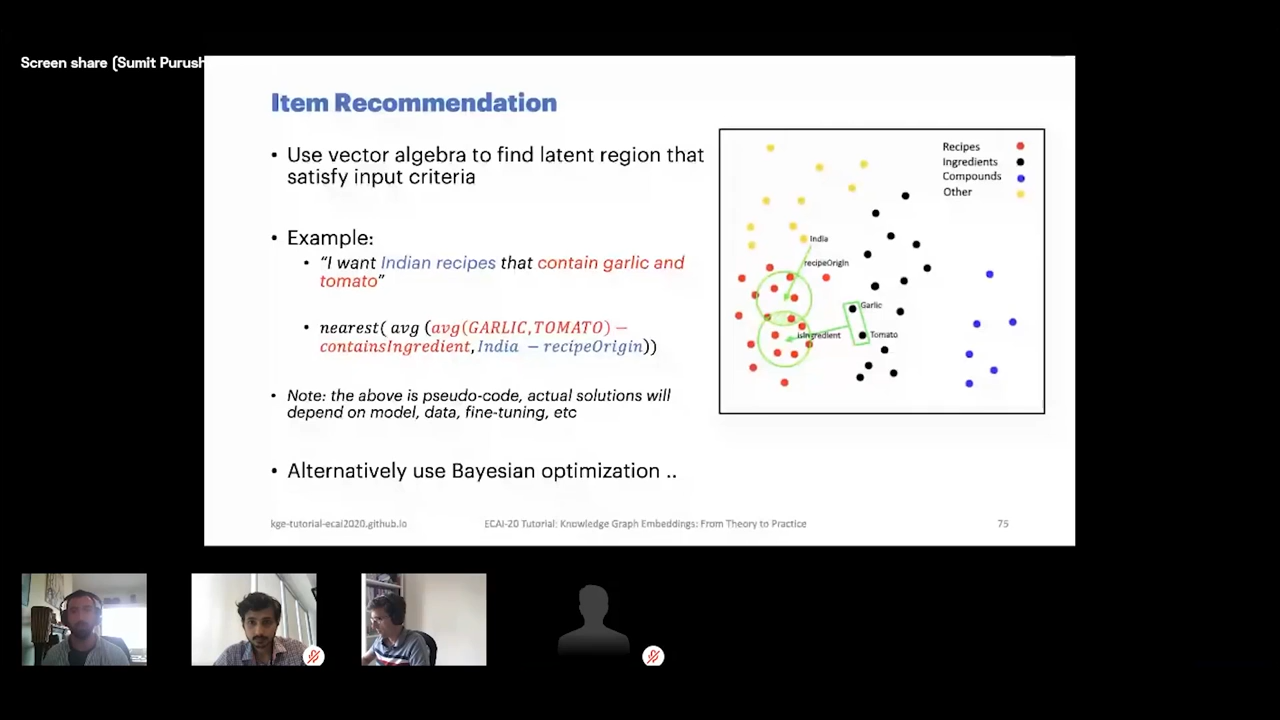 Screen share (Sumit Purush
Item Recommendation
• Use vector algebra to find latent region that
satisfy input criteria
• Example:
• “I want Indian recipes that contain garlic and
tomato”
• nearest( avg (avg(GARLIC,TOMATO) −
containsIngredient, India − recipeOrigin))
• Note: the above is pseudo-code, actual solutions will
depend on model, data, fine-tuning, etc
• Alternatively use Bayesian optimization ..
Recipes
Ingredients
Compounds
Other
India
recipeOrigin
Garlic
isIngredient
Tomato
kge-tutorial-ecai2020.github.io
ECAI-20 Tutorial: Knowledge Graph Embeddings: From Theory to Practice
75